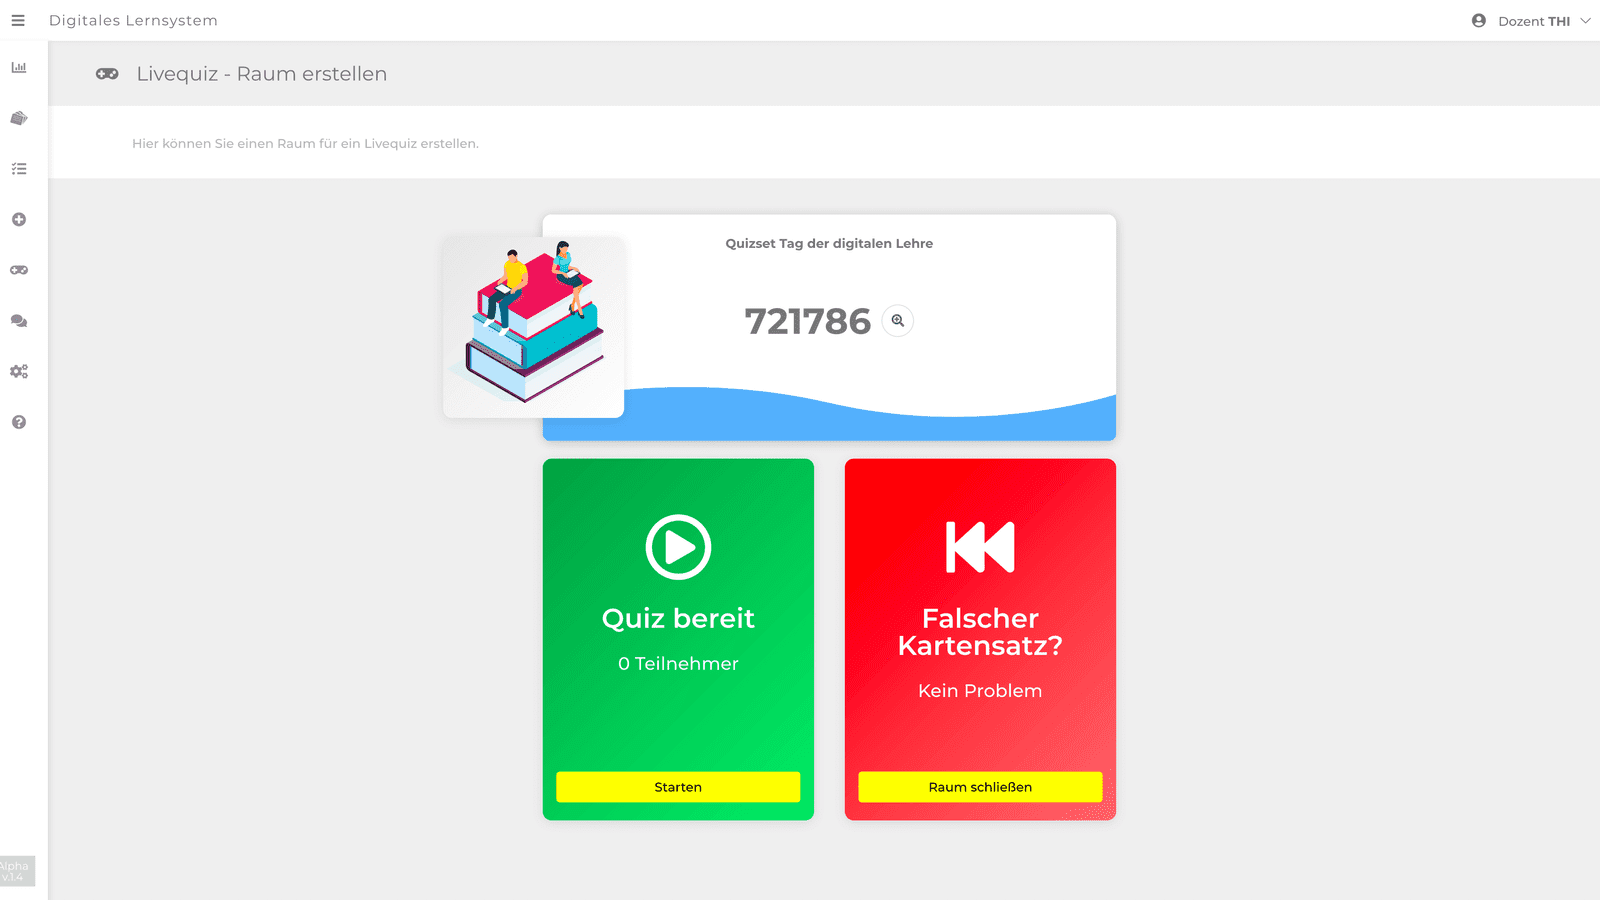 Digitales Lernsystem
Dozent THI
Livequiz - Raum erstellen
Hier können Sie einen Raum für ein Livequiz erstellen.
Quizset Tag der digitalen Lehre
721786
Quiz bereit
0 Teilnehmer
Starten
Falscher
Kartensatz?
Kein Problem
Raum schließen
Alpha
v.1.4